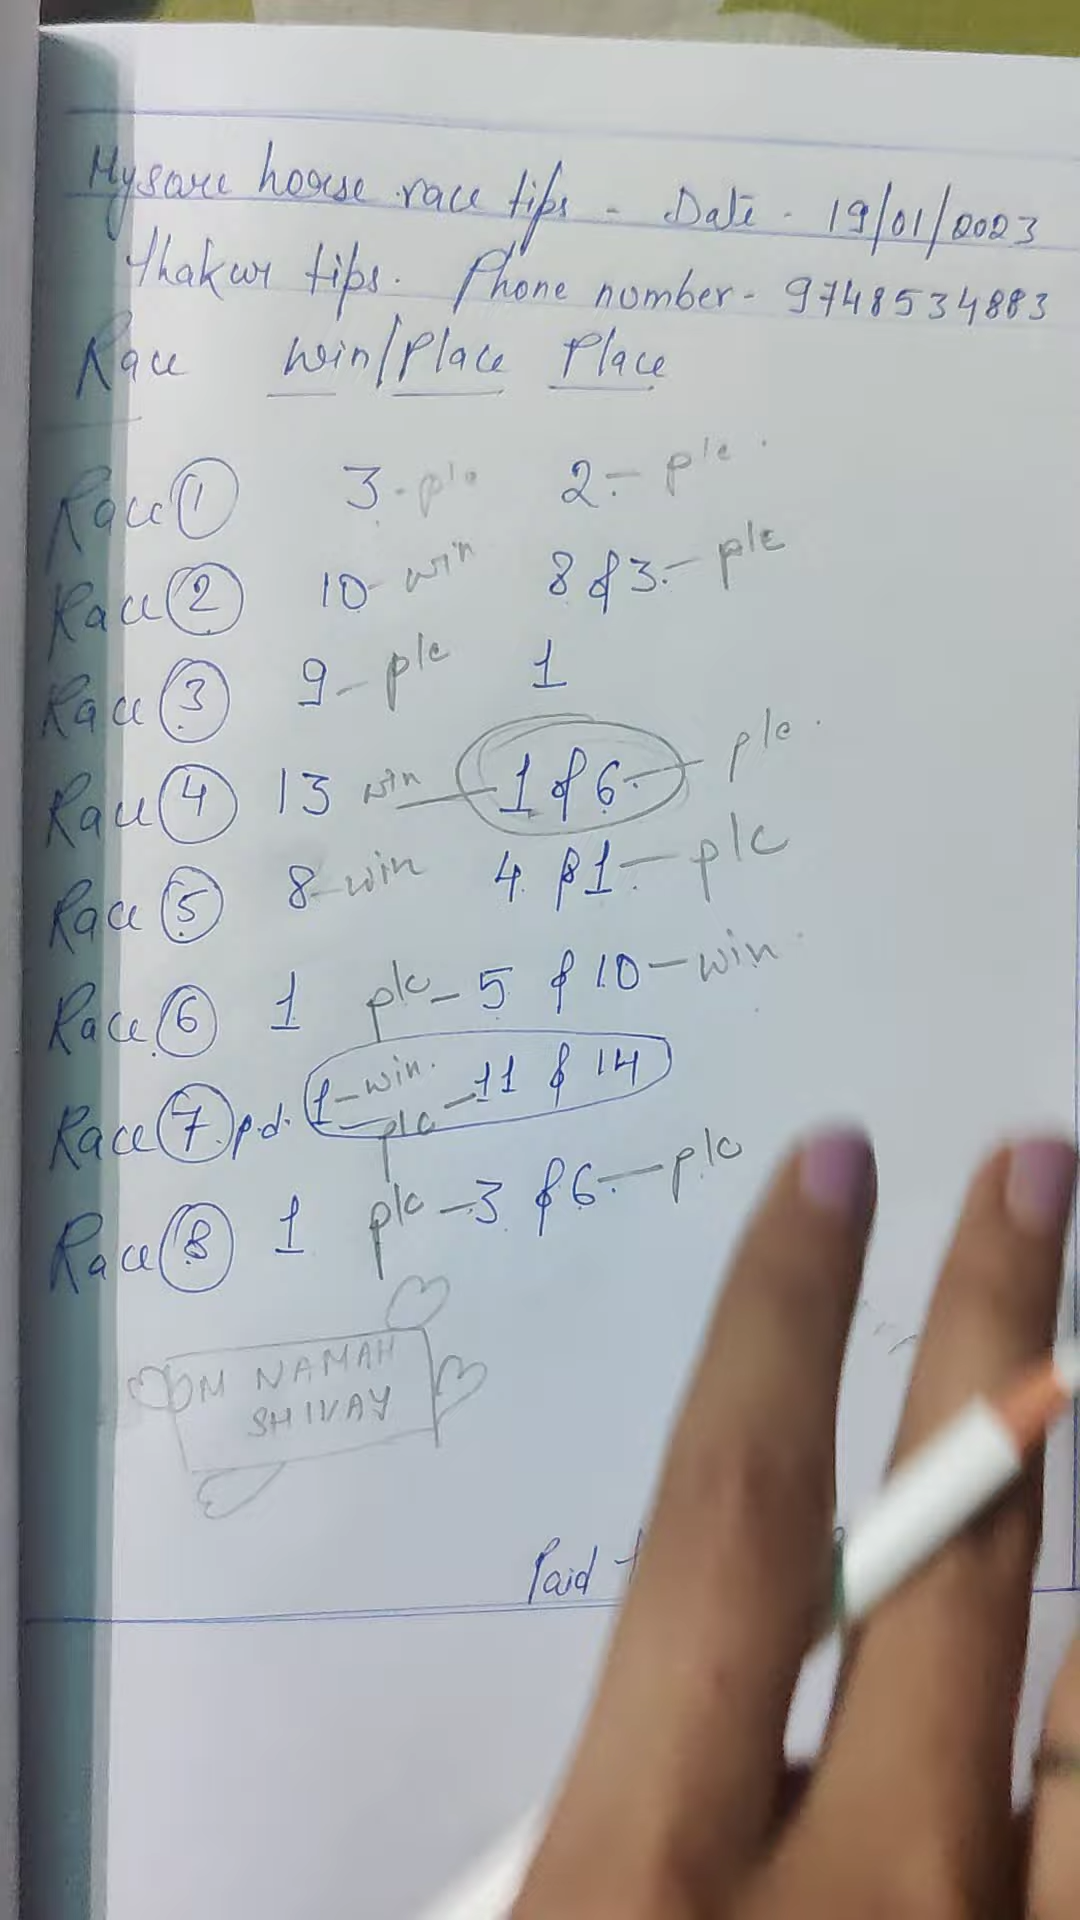 Mysore horse race tips - Date - 19/01/2023
Thakur tips. Phone number - 9748534883
Race Win/Place Place
Race 1 3 - plc 2 - plc
Race 2 10 - win 8 & 3 - plc
Race 3 9 - plc 1
Race 4 13 win 1 & 6 - plc
Race 5 8 - win 4 & 1 - plc
Race 6 1 plc - 5 & 10 - win
Race 7 p.d. 1 - win. plc - 11 & 14
Race 8 1 plc - 3 & 6 - plc
OM NAMAH
SHIVAY
Paid